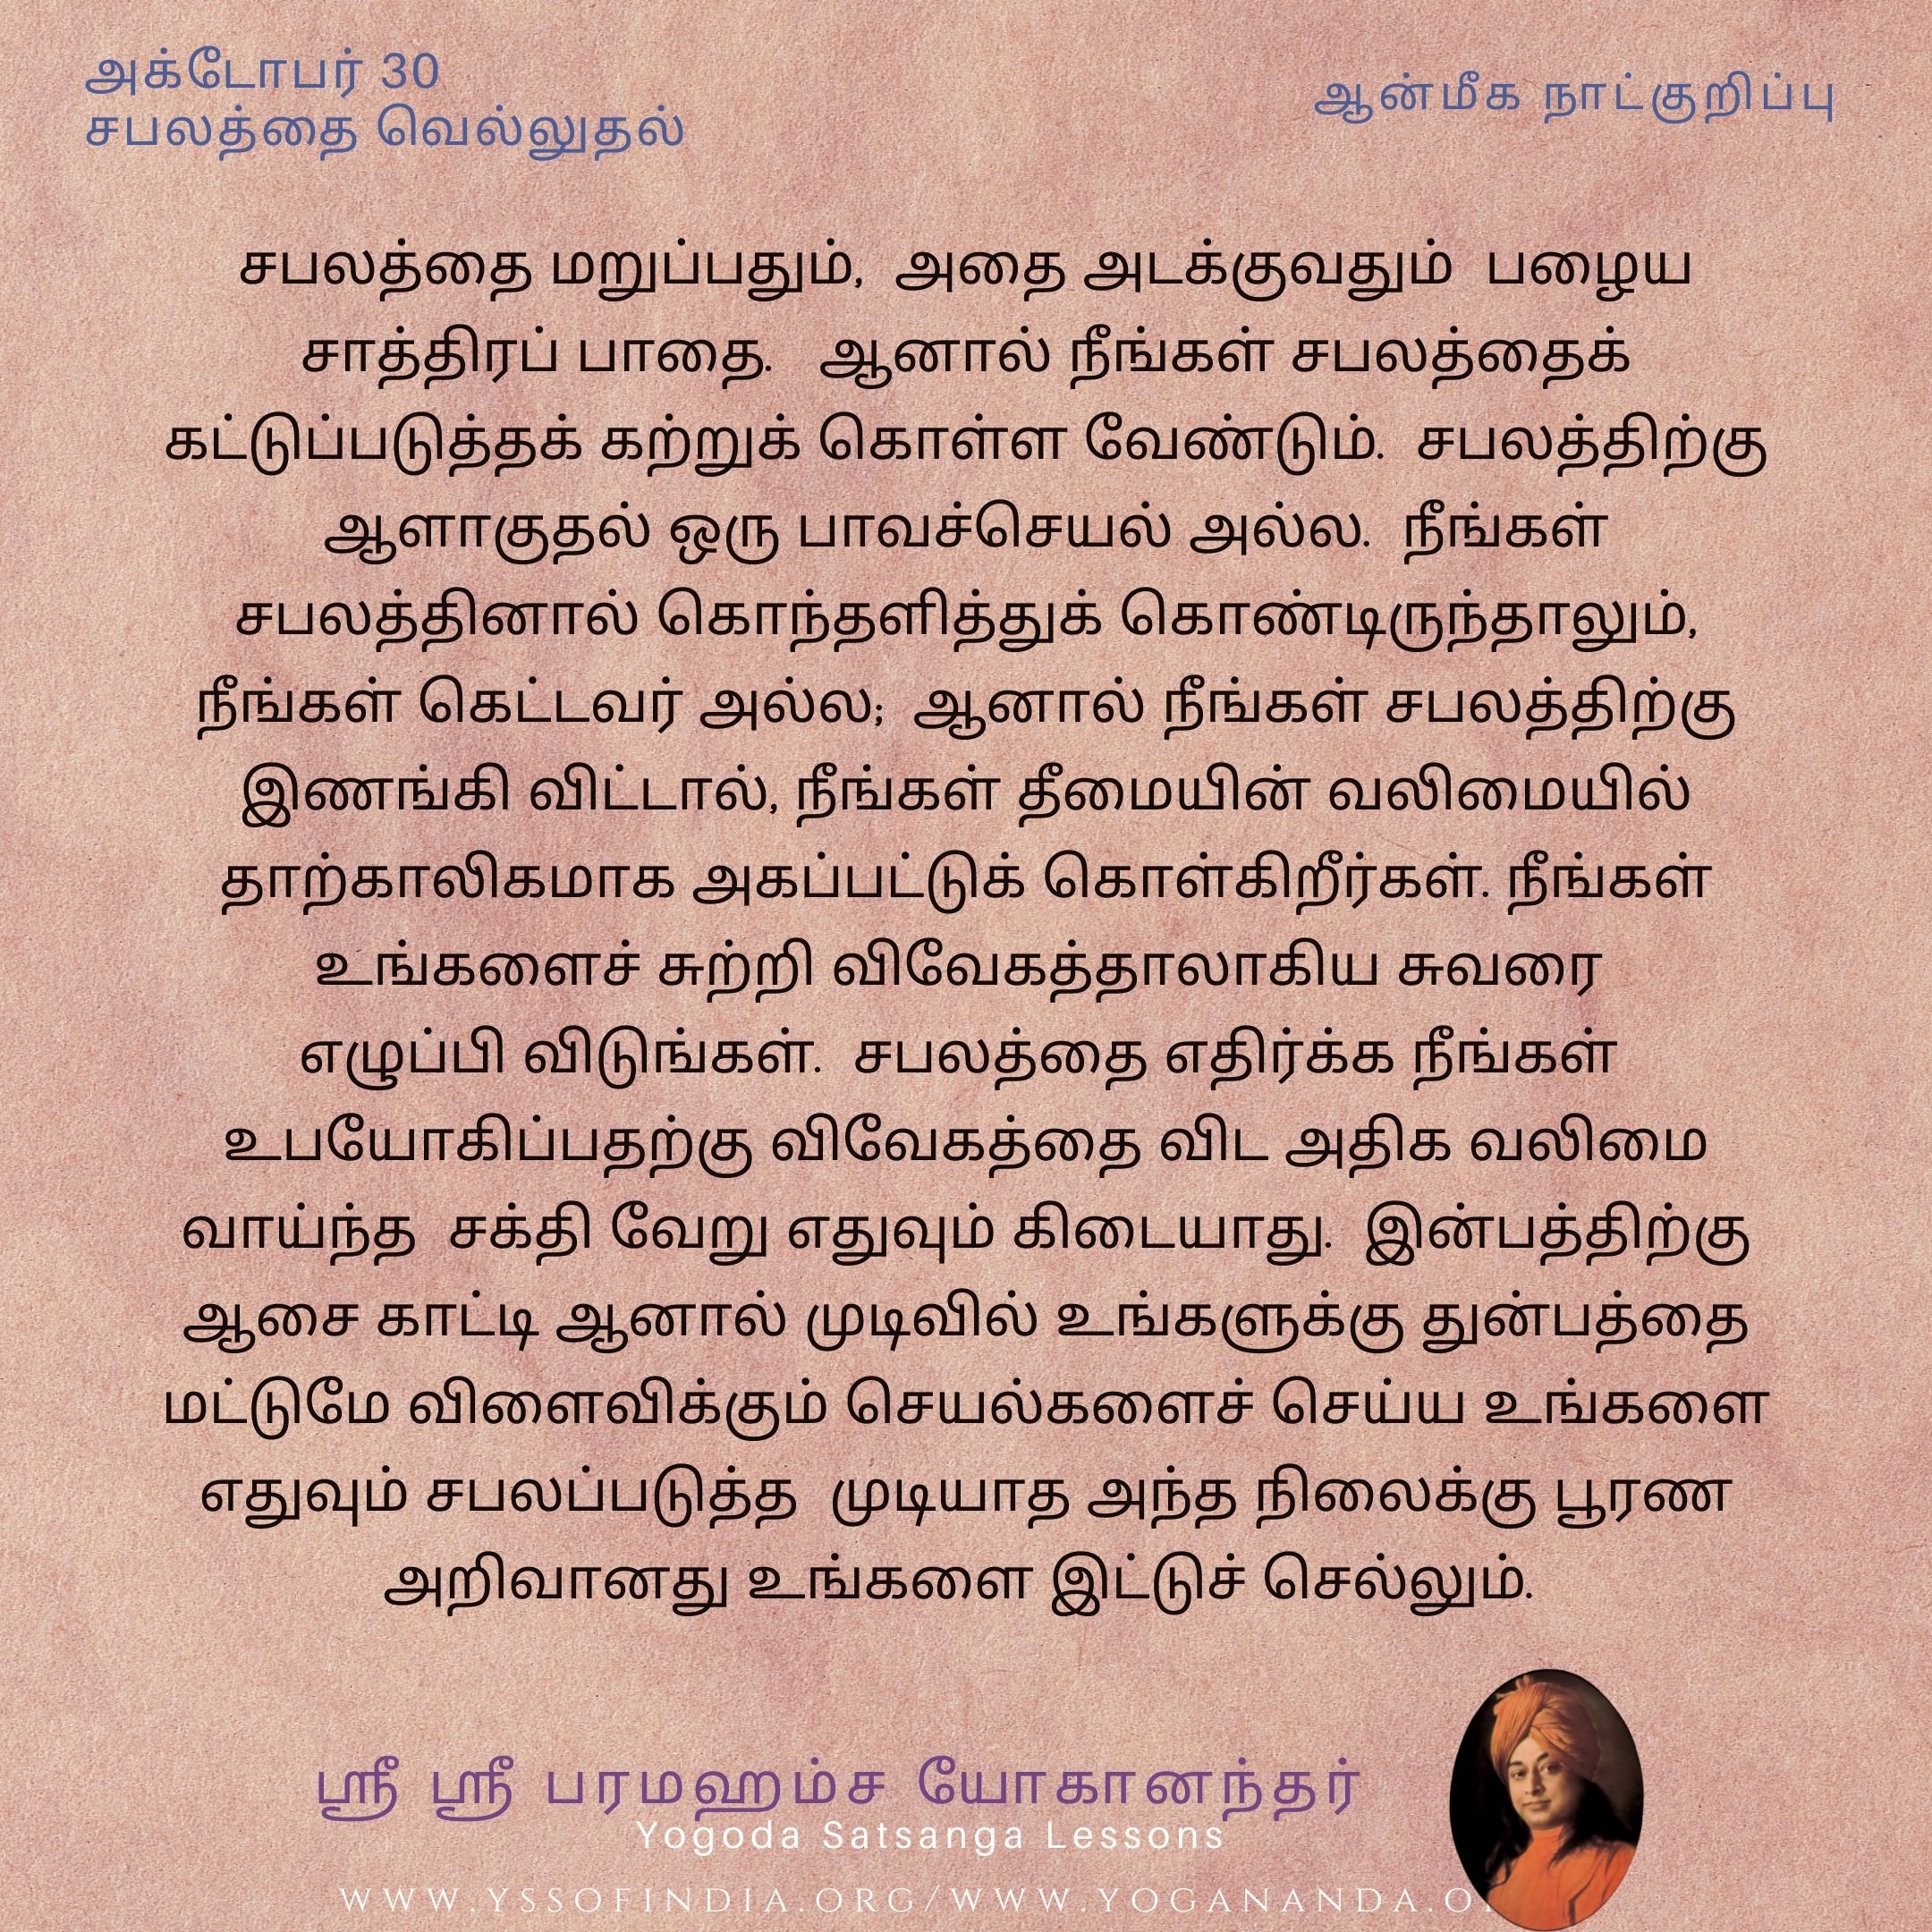 அக்டோபர் 30
சபலத்தை வெல்லுதல்
ஆன்மீக நாட்குறிப்பு
சபலத்தை மறுப்பதும்,  அதை அடக்குவதும்  பழைய
சாத்திரப் பாதை.   ஆனால் நீங்கள் சபலத்தைக்
கட்டுப்படுத்தக் கற்றுக் கொள்ள வேண்டும்.  சபலத்திற்கு
ஆளாகுதல் ஒரு பாவச்செயல் அல்ல.  நீங்கள்
சபலத்தினால் கொந்தளித்துக் கொண்டிருந்தாலும்,
நீங்கள் கெட்டவர் அல்ல;  ஆனால் நீங்கள் சபலத்திற்கு
இணங்கி விட்டால், நீங்கள் தீமையின் வலிமையில்
தாற்காலிகமாக அகப்பட்டுக் கொள்கிறீர்கள். நீங்கள்
உங்களைச் சுற்றி விவேகத்தாலாகிய சுவரை
எழுப்பி விடுங்கள்.  சபலத்தை எதிர்க்க நீங்கள்
உபயோகிப்பதற்கு விவேகத்தை விட அதிக வலிமை
வாய்ந்த  சக்தி வேறு எதுவும் கிடையாது.  இன்பத்திற்கு
ஆசை காட்டி ஆனால் முடிவில் உங்களுக்கு துன்பத்தை
மட்டுமே விளைவிக்கும் செயல்களைச் செய்ய உங்களை
எதுவும் சபலப்படுத்த  முடியாத அந்த நிலைக்கு பூரண
அறிவானது உங்களை இட்டுச் செல்லும்.
ஸ்ரீ ஸ்ரீ பரமஹம்ச யோகானந்தர்
Yogoda Satsanga Lessons
WWW.YSSOFINDIA.ORG/WWW.YOGANANDA.O